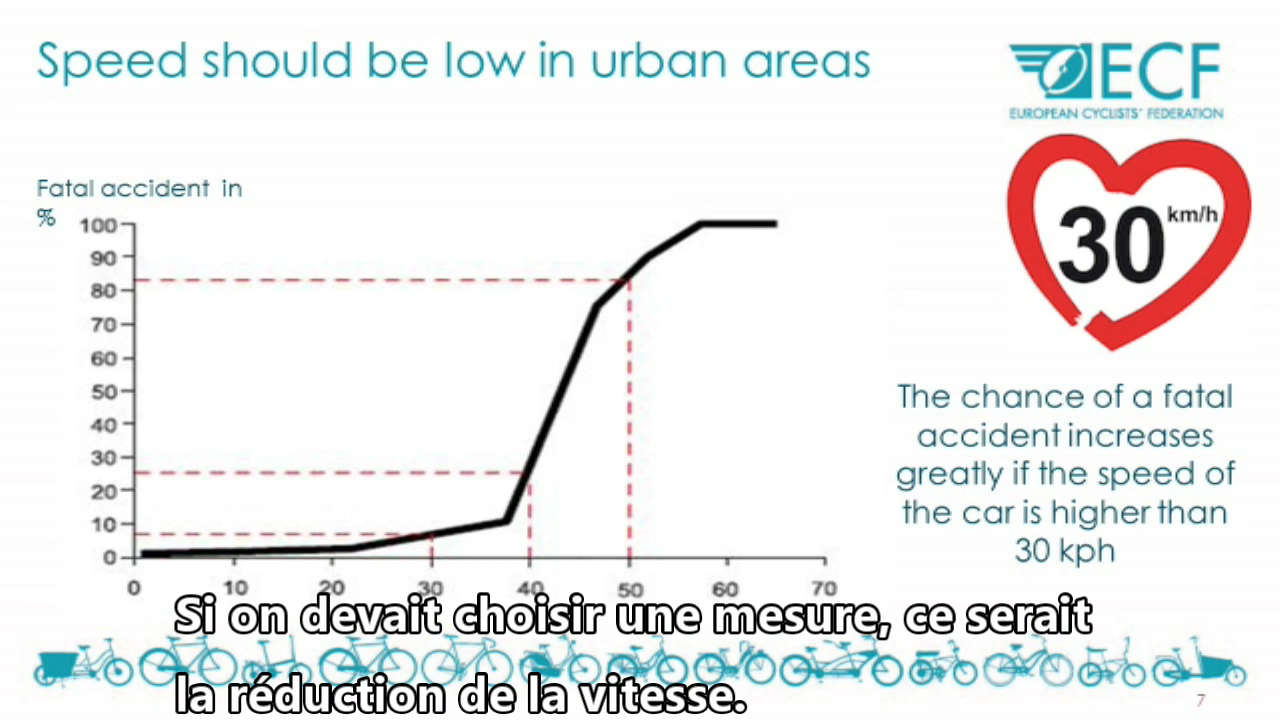 Speed should be low in urban areas
ECF
EUROPEAN CYCLISTS' FEDERATION
30 km/h
Fatal accident in
%
100
90
80
70
60
50
40
30
20
10
0
0 10 20 30 40 50 60 70
The chance of a fatal
accident increases
greatly if the speed of
the car is higher than
30 kph
Si on devait choisir une mesure, ce serait
la réduction de la vitesse.
7